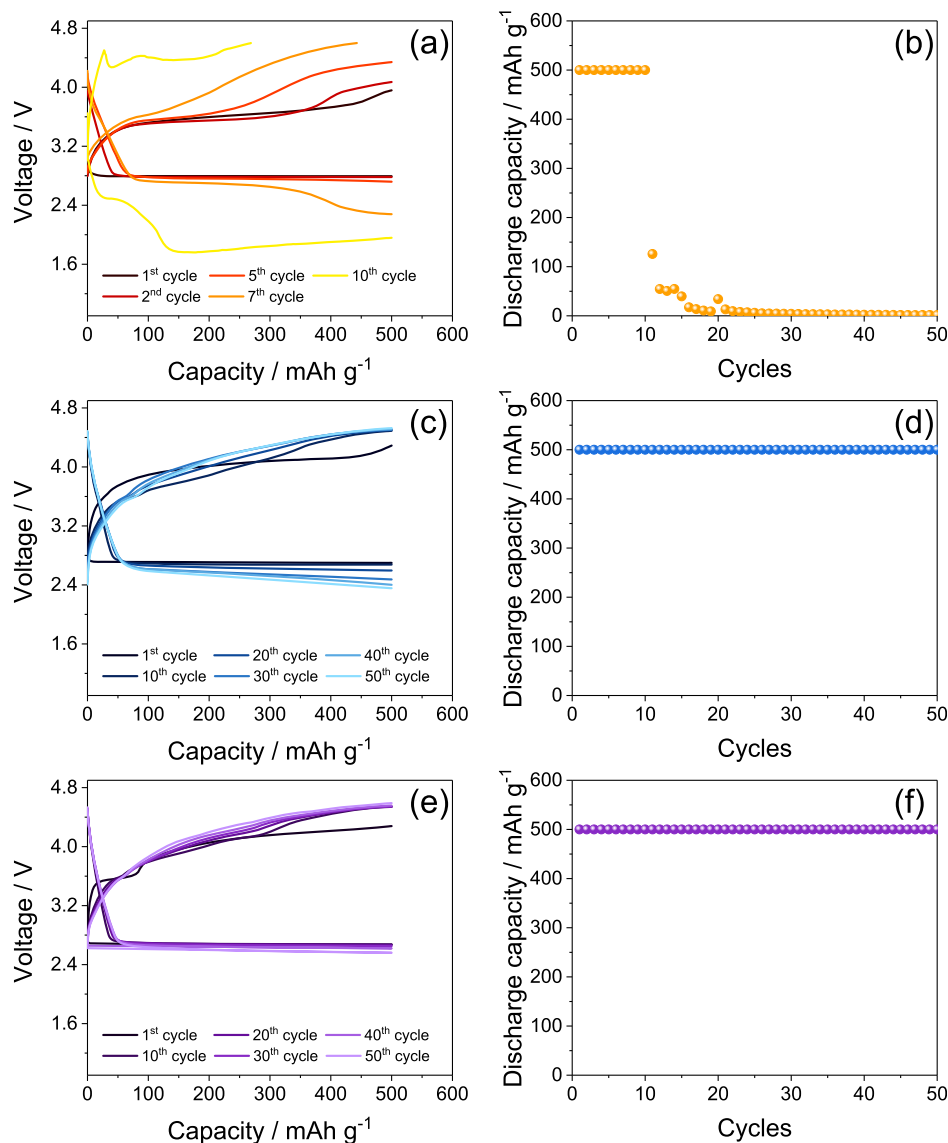 (a)
Voltage / V
4.8
4.0
3.2
2.4
1.6
1st cycle 5th cycle 10th cycle
2nd cycle 7th cycle
0 100 200 300 400 500 600
Capacity / mAh g-1
(b)
Discharge capacity / mAh g-1
600
500
400
300
200
100
0
0 10 20 30 40 50
Cycles
(c)
Voltage / V
4.8
4.0
3.2
2.4
1.6
1st cycle 20th cycle 40th cycle
10th cycle 30th cycle 50th cycle
0 100 200 300 400 500 600
Capacity / mAh g-1
(d)
Discharge capacity / mAh g-1
600
500
400
300
200
100
0
0 10 20 30 40 50
Cycles
(e)
Voltage / V
4.8
4.0
3.2
2.4
1.6
1st cycle 20th cycle 40th cycle
10th cycle 30th cycle 50th cycle
0 100 200 300 400 500 600
Capacity / mAh g-1
(f)
Discharge capacity / mAh g-1
600
500
400
300
200
100
0
0 10 20 30 40 50
Cycles